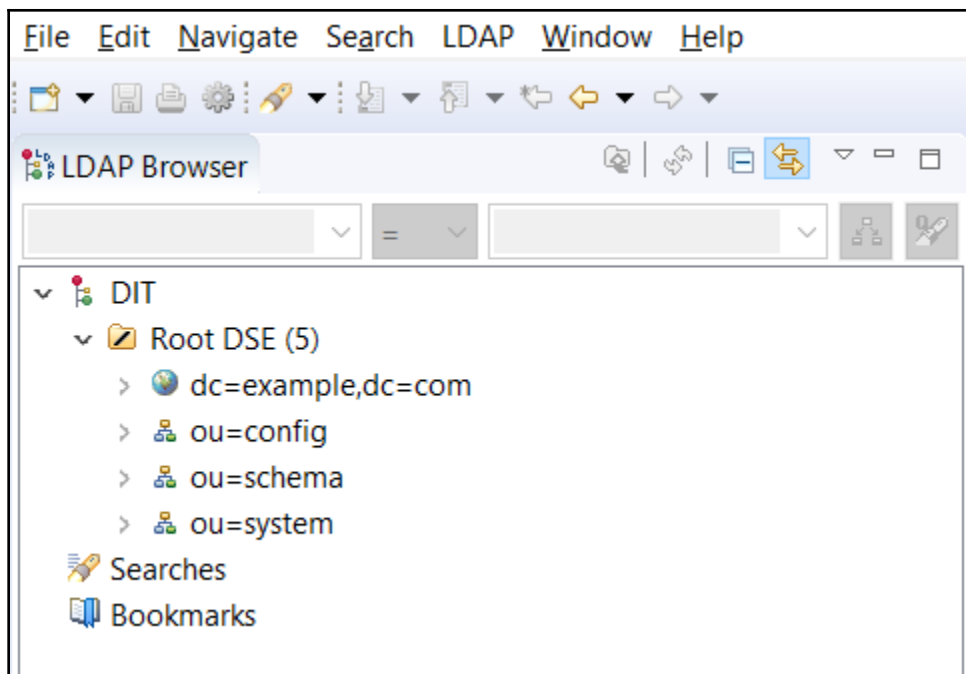 File Edit Navigate Search LDAP Window Help
LDAP Browser
=
DIT
Root DSE (5)
dc=example,dc=com
ou=config
ou=schema
ou=system
Searches
Bookmarks